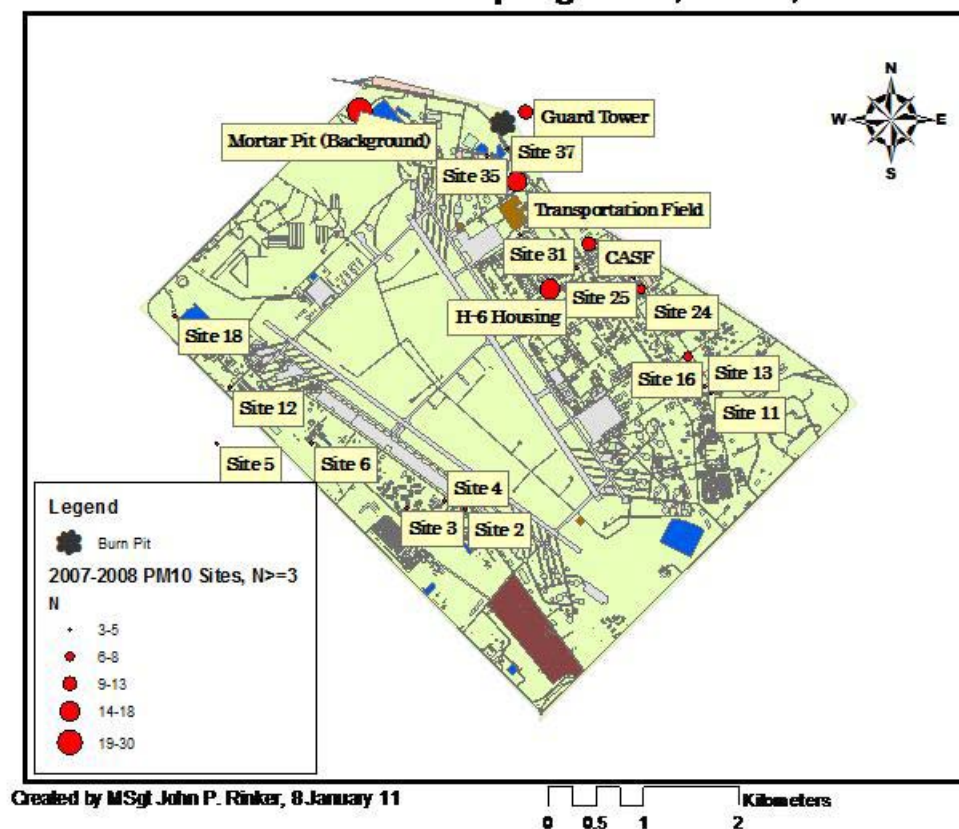 N
W E
S
Guard Tower
Mortar Pit (Background)
Site 37
Site 35
Transportation Field
Site 31
CASF
Site 25
H-6 Housing
Site 24
Site 18
Site 13
Site 16
Site 12
Site 11
Site 5
Site 6
Site 4
Site 3
Site 2
Legend
Burn Pit
2007-2008 PM10 Sites, N>=3
N
3-5
6-8
9-13
14-18
19-30
Created by MSgt John P. Rinker, 8 January 11
Kilometers
0 0.5 1 2